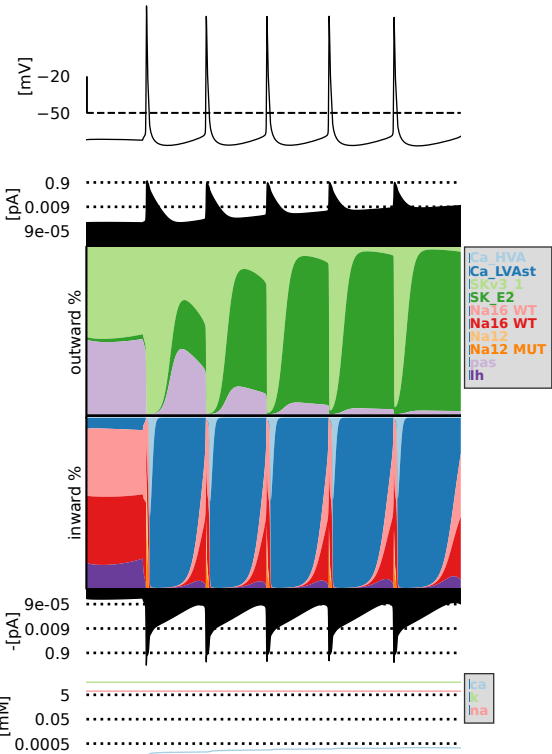 [mV]
−20
−50
[pA]
0.9
0.009
9e-05
outward %
Ca_HVA
Ca_LVAst
SKv3_1
SK_E2
Na16 WT
Na16 WT
Na12
Na12 MUT
pas
Ih
inward %
-[pA]
9e-05
0.009
0.9
[mM]
5
0.05
0.0005
ca
k
na